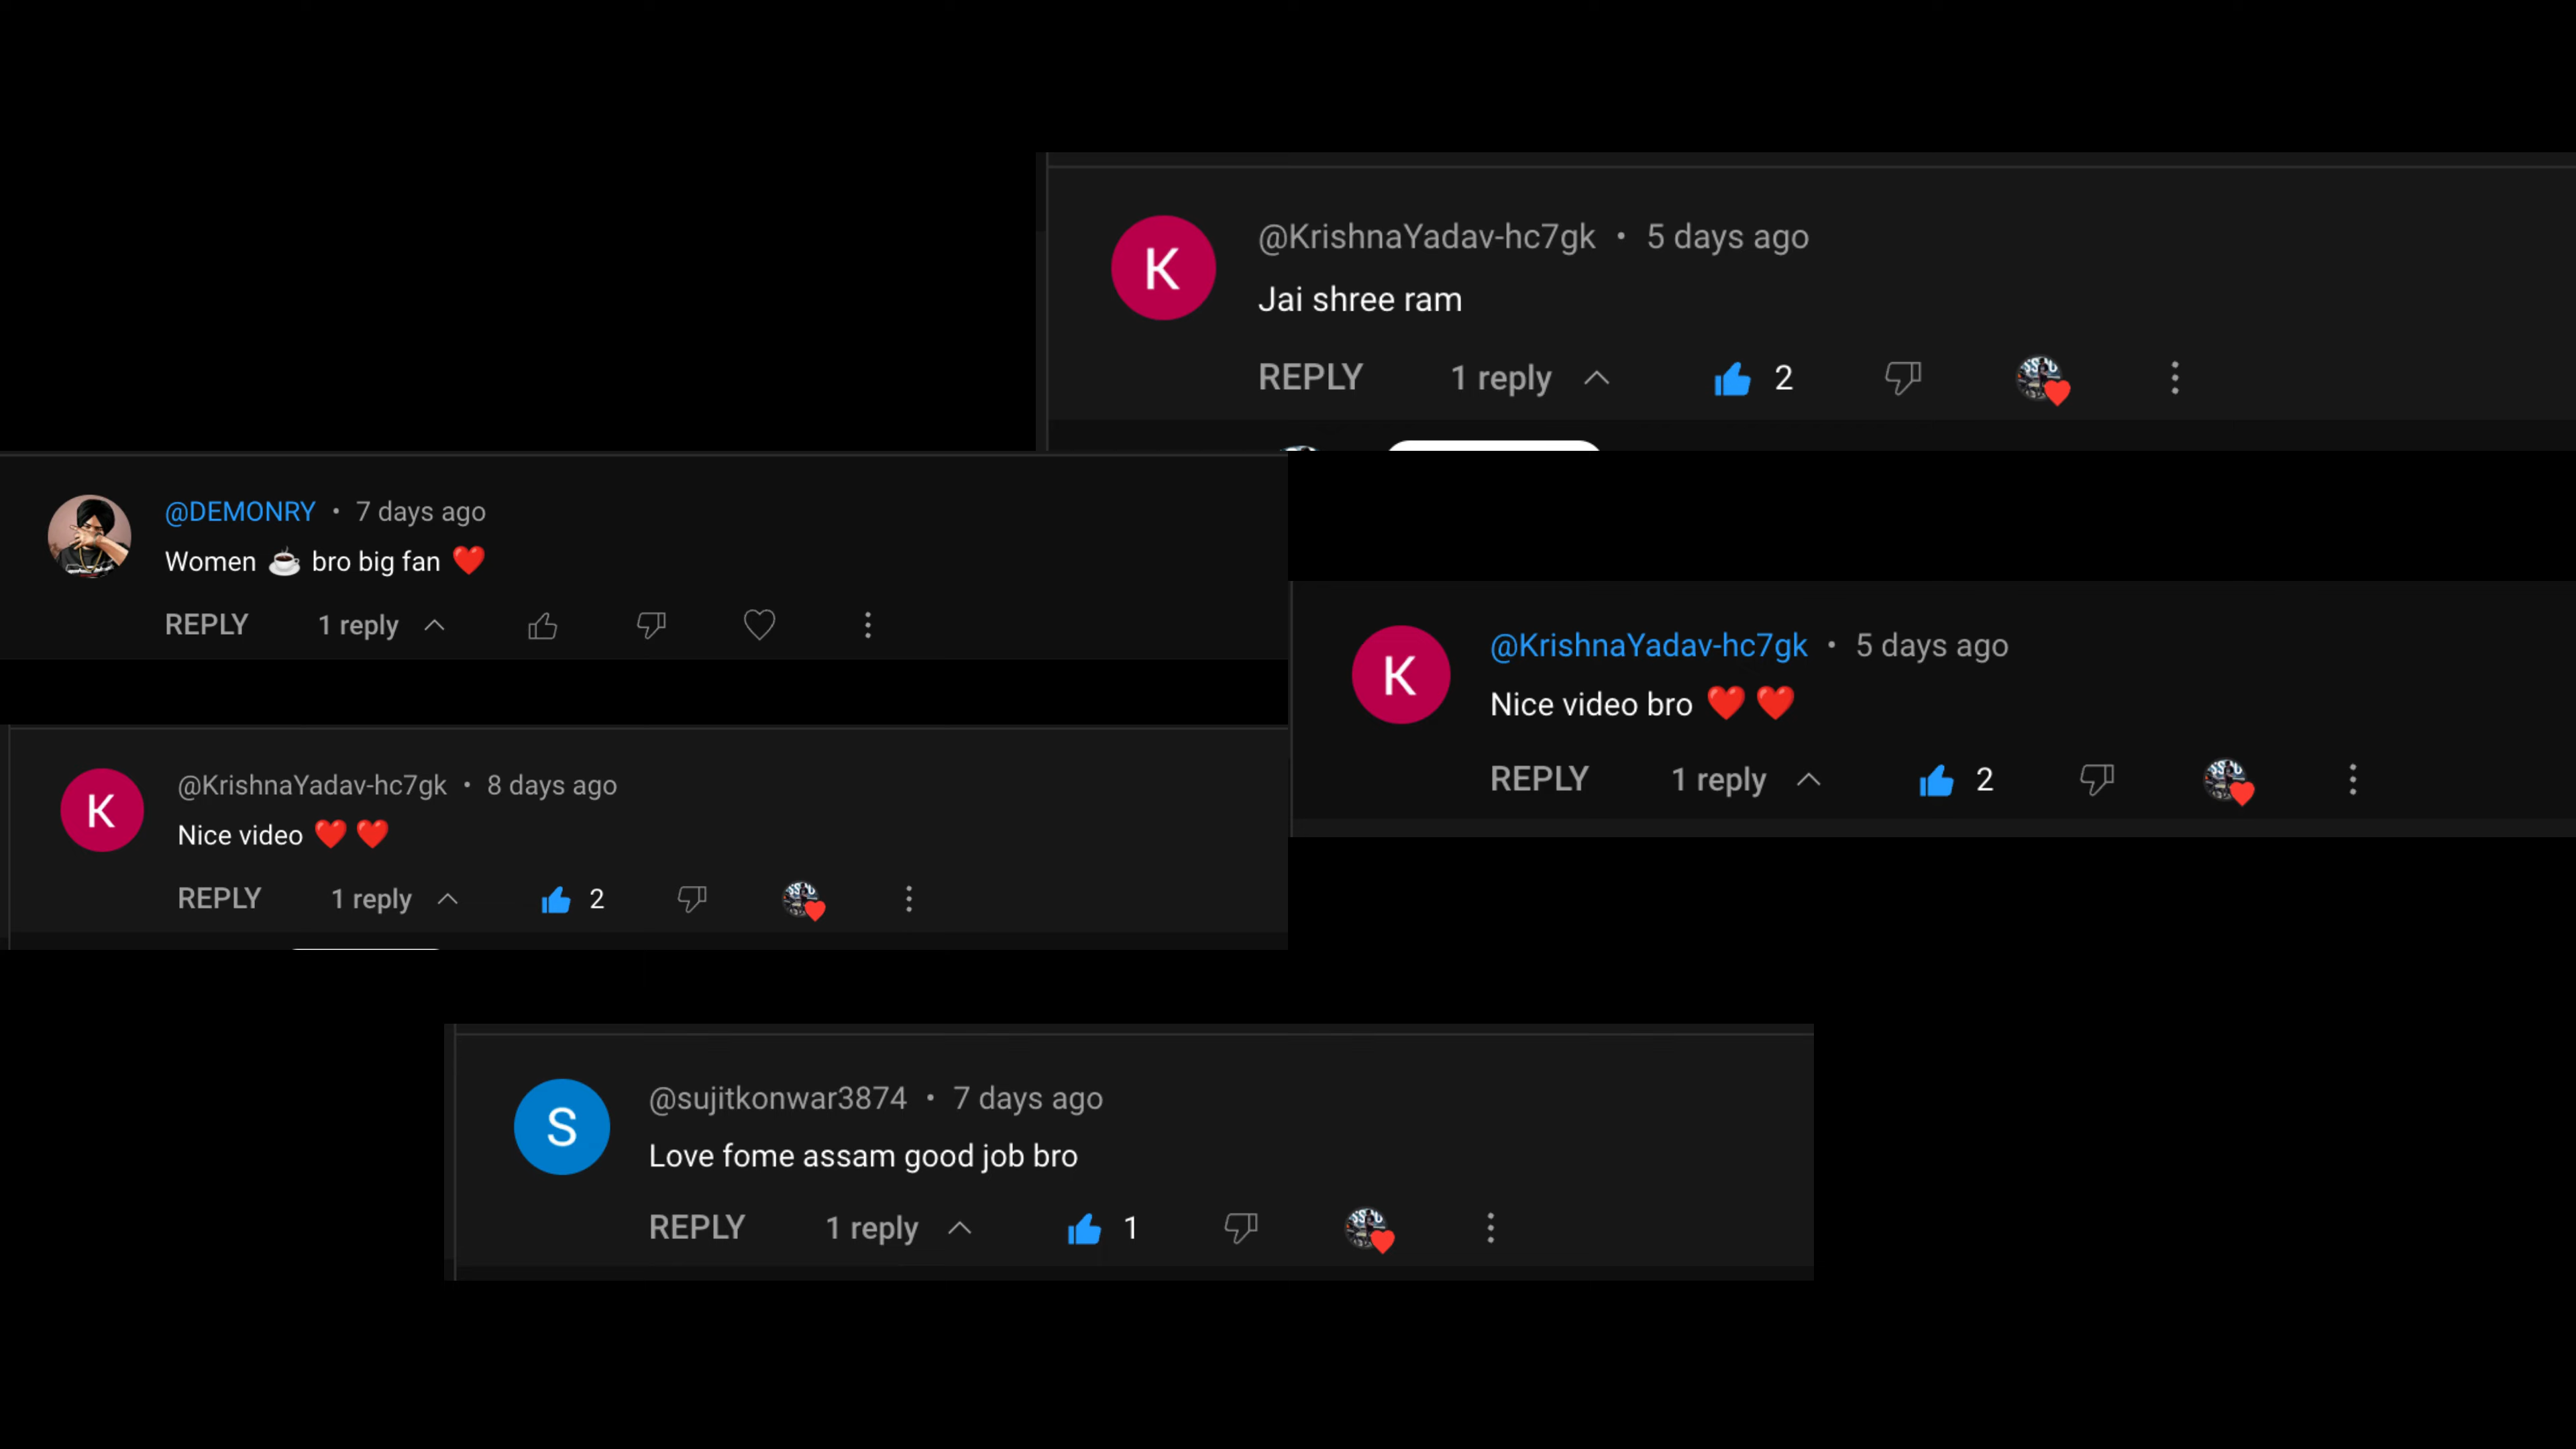 K
@KrishnaYadav-hc7gk • 5 days ago
Jai shree ram
REPLY 1 reply 2
@DEMONRY • 7 days ago
Women ☕ bro big fan ❤️
REPLY 1 reply
K
@KrishnaYadav-hc7gk • 5 days ago
Nice video bro ❤️ ❤️
REPLY 1 reply 2
K
@KrishnaYadav-hc7gk • 8 days ago
Nice video ❤️ ❤️
REPLY 1 reply 2
S
@sujitkonwar3874 • 7 days ago
Love fome assam good job bro
REPLY 1 reply 1